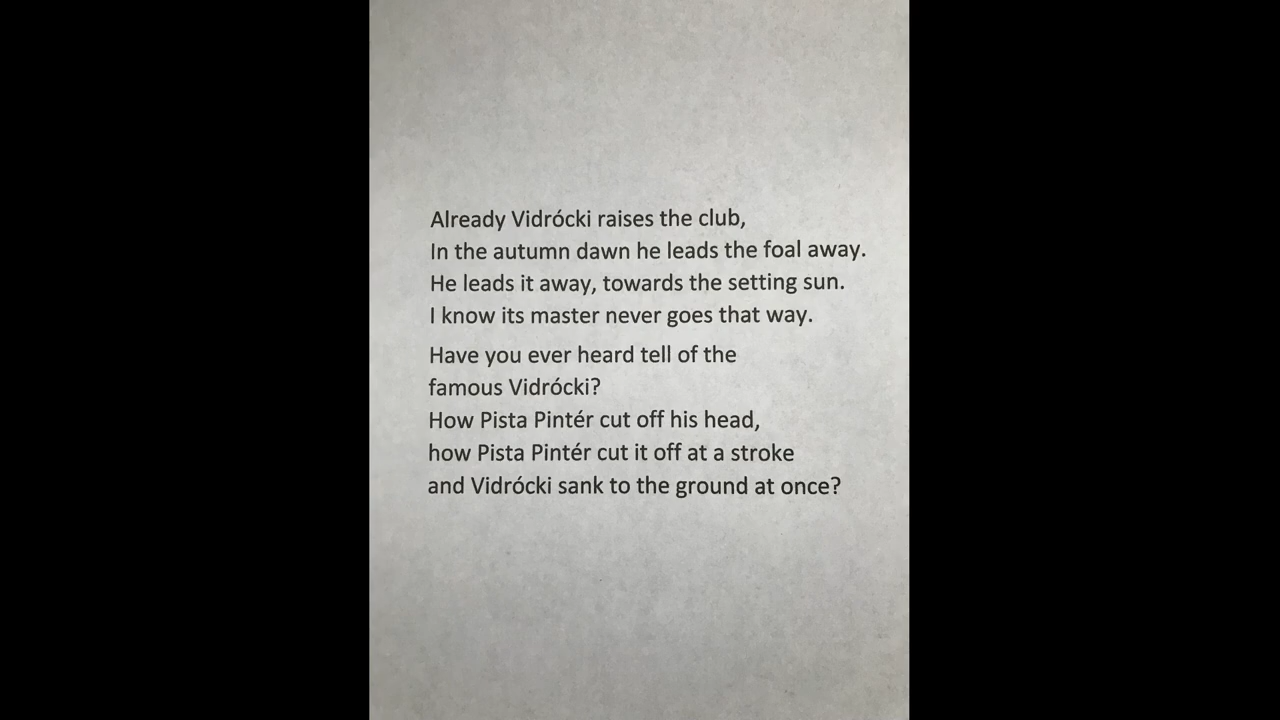 Already Vidrócki raises the club,
In the autumn dawn he leads the foal away.
He leads it away, towards the setting sun.
I know its master never goes that way.
Have you ever heard tell of the
famous Vidrócki?
How Pista Pintér cut off his head,
how Pista Pintér cut it off at a stroke
and Vidrócki sank to the ground at once?